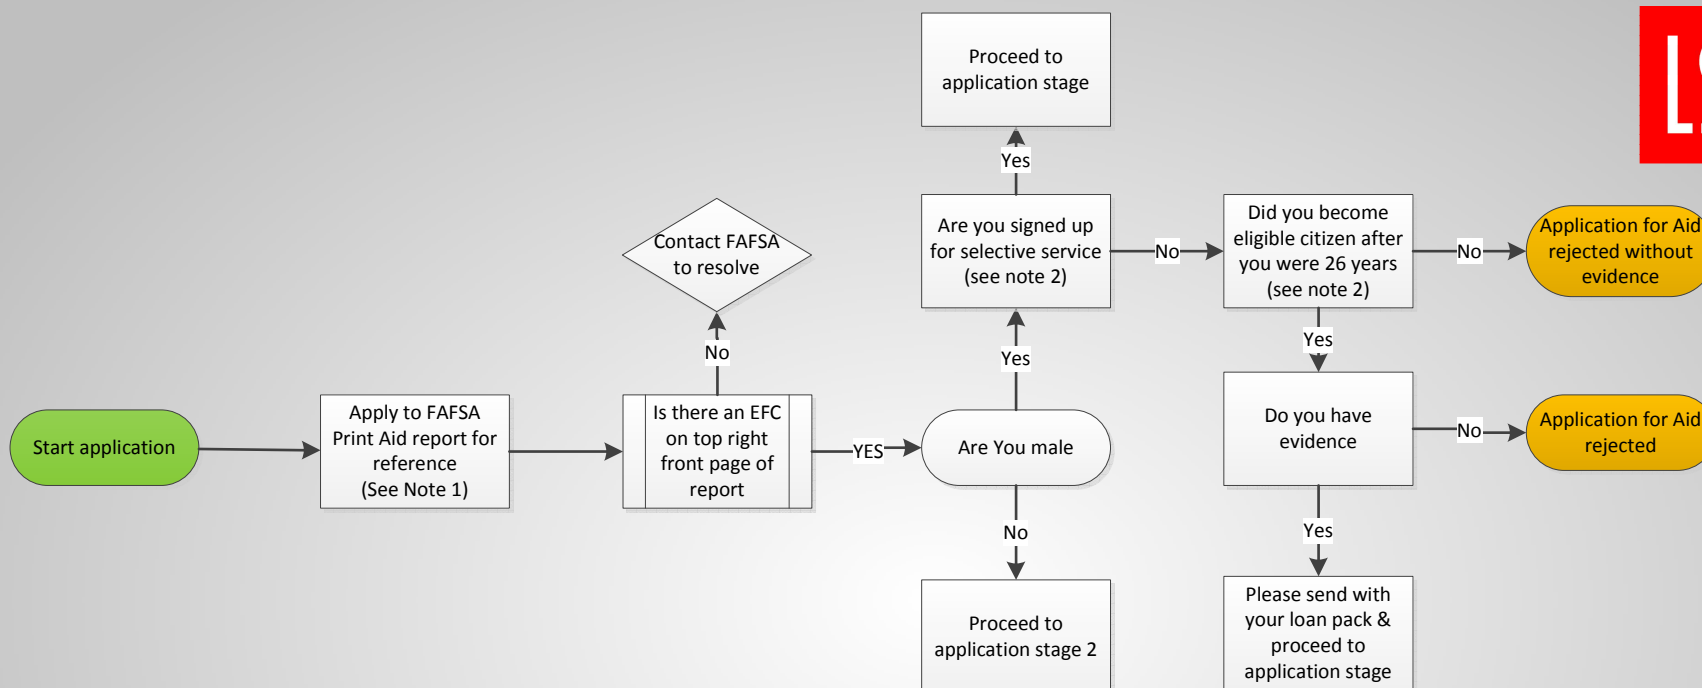 Start application
Apply to FAFSA
Print Aid report for
reference
(See Note 1)
Contact FAFSA
to resolve
No
Is there an EFC
on top right
front page of
report
YES
Proceed to
application stage
Yes
Are you signed up
for selective service
(see note 2)
Yes
Are You male
No
Proceed to
application stage 2
No
Did you become
eligible citizen after
you were 26 years
(see note 2)
Yes
Do you have
evidence
Yes
Please send with
your loan pack &
proceed to
application stage
No
Application for Aid
rejected without
evidence
No
Application for Aid
rejected